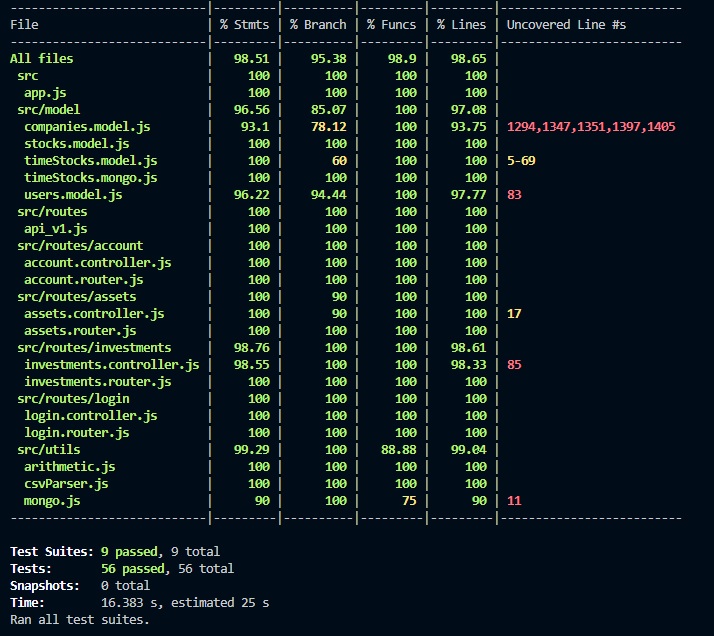 -----------------------------|---------|----------|---------|---------|--------------------------
File                         | % Stmts | % Branch | % Funcs | % Lines | Uncovered Line #s
-----------------------------|---------|----------|---------|---------|--------------------------
All files                    |   98.51 |    95.38 |    98.9 |   98.65 |
 src                         |     100 |      100 |     100 |     100 |
  app.js                     |     100 |      100 |     100 |     100 |
 src/model                   |   96.56 |    85.07 |     100 |   97.08 |
  companies.model.js         |    93.1 |    78.12 |     100 |   93.75 | 1294,1347,1351,1397,1405
  stocks.model.js            |     100 |      100 |     100 |     100 |
  timeStocks.model.js        |     100 |       60 |     100 |     100 | 5-69
  timeStocks.mongo.js        |     100 |      100 |     100 |     100 |
  users.model.js             |   96.22 |    94.44 |     100 |   97.77 | 83
 src/routes                  |     100 |      100 |     100 |     100 |
  api_v1.js                  |     100 |      100 |     100 |     100 |
 src/routes/account          |     100 |      100 |     100 |     100 |
  account.controller.js      |     100 |      100 |     100 |     100 |
  account.router.js          |     100 |      100 |     100 |     100 |
 src/routes/assets           |     100 |       90 |     100 |     100 |
  assets.controller.js       |     100 |       90 |     100 |     100 | 17
  assets.router.js           |     100 |      100 |     100 |     100 |
 src/routes/investments      |   98.76 |      100 |     100 |   98.61 |
  investments.controller.js  |   98.55 |      100 |     100 |   98.33 | 85
  investments.router.js      |     100 |      100 |     100 |     100 |
 src/routes/login            |     100 |      100 |     100 |     100 |
  login.controller.js        |     100 |      100 |     100 |     100 |
  login.router.js            |     100 |      100 |     100 |     100 |
 src/utils                   |   99.29 |      100 |   88.88 |   99.04 |
  arithmetic.js              |     100 |      100 |     100 |     100 |
  csvParser.js               |     100 |      100 |     100 |     100 |
  mongo.js                   |      90 |      100 |      75 |      90 | 11
-----------------------------|---------|----------|---------|---------|--------------------------
Test Suites: 9 passed, 9 total
Tests:       56 passed, 56 total
Snapshots:   0 total
Time:        16.383 s, estimated 25 s
Ran all test suites.